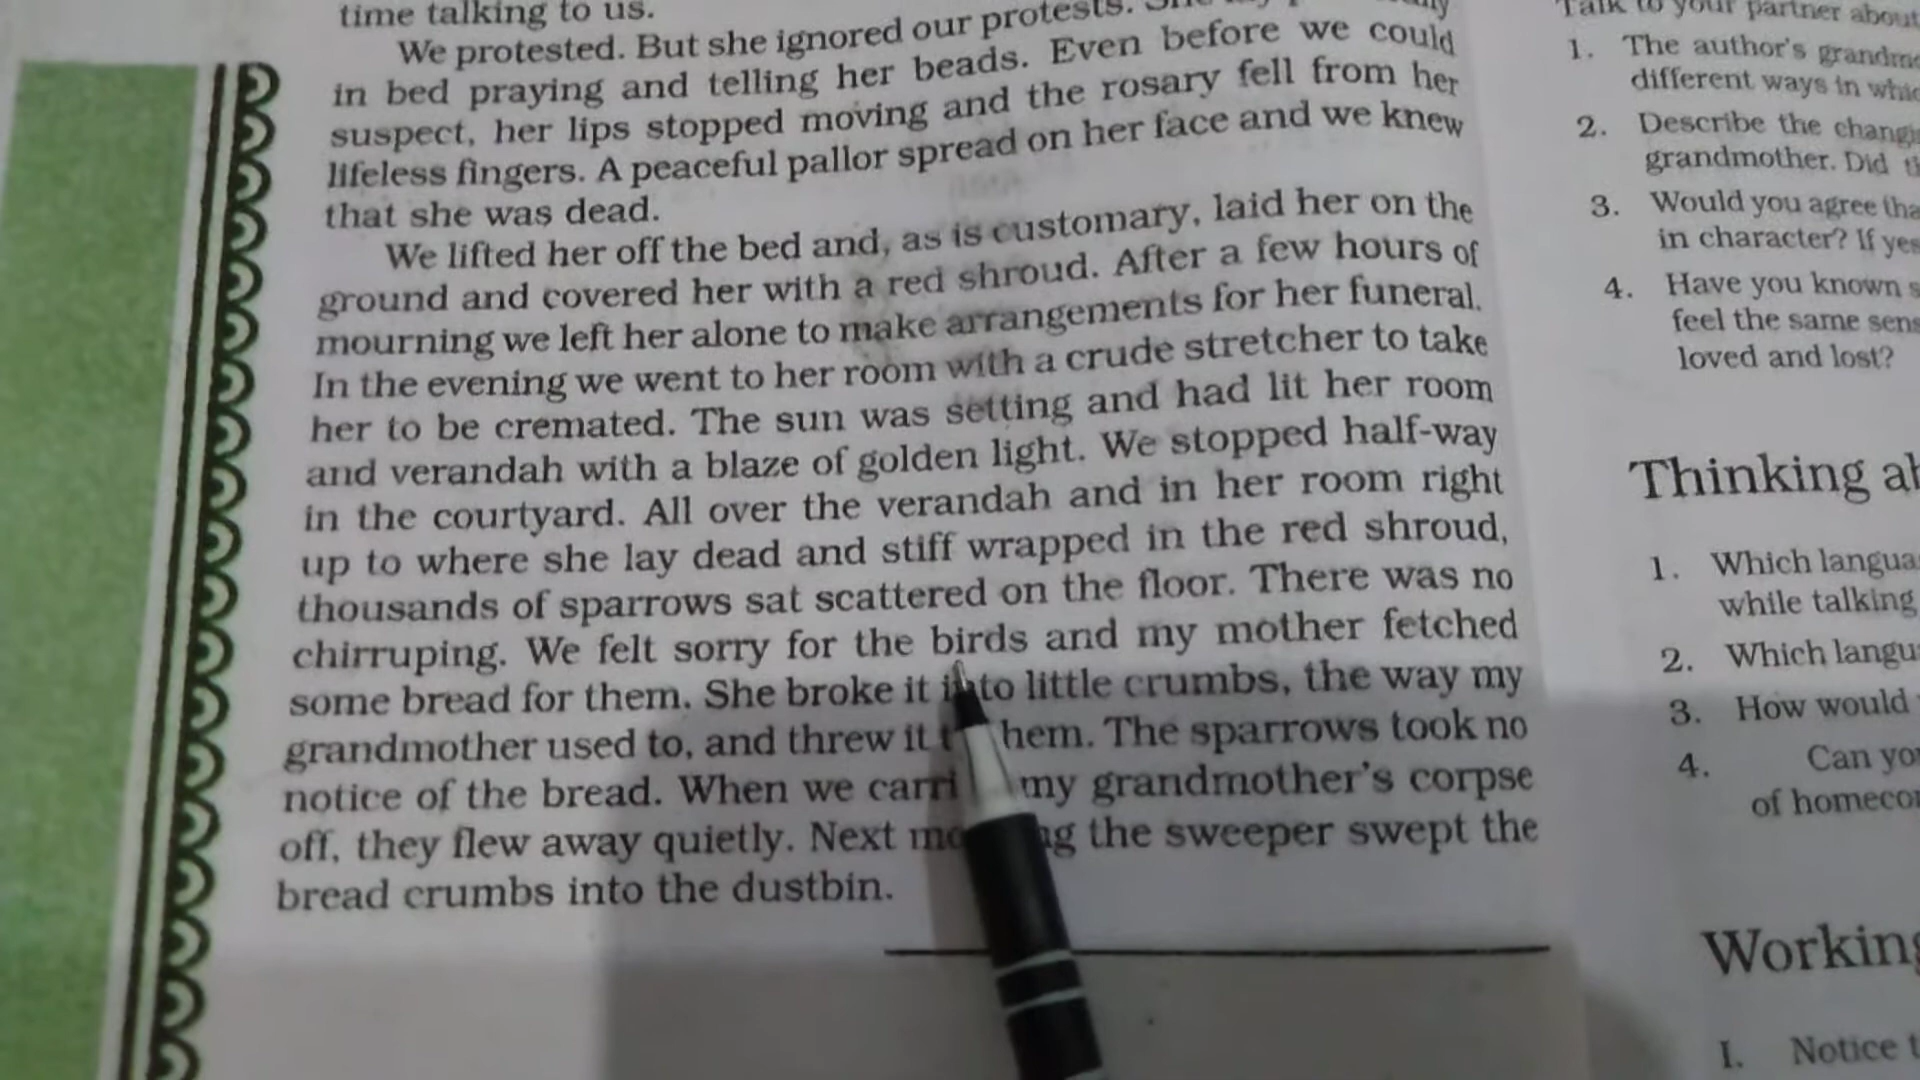 time talking to us.
We protested. But she ignored our protests.
in bed praying and telling her beads. Even before we could
suspect, her lips stopped moving and the rosary fell from her
lifeless fingers. A peaceful pallor spread on her face and we knew
that she was dead.
We lifted her off the bed and, as is customary, laid her on the
ground and covered her with a red shroud. After a few hours of
mourning we left her alone to make arrangements for her funeral.
In the evening we went to her room with a crude stretcher to take
her to be cremated. The sun was setting and had lit her room
and verandah with a blaze of golden light. We stopped half-way
in the courtyard. All over the verandah and in her room right
up to where she lay dead and stiff wrapped in the red shroud,
thousands of sparrows sat scattered on the floor. There was no
chirruping. We felt sorry for the birds and my mother fetched
some bread for them. She broke it into little crumbs, the way my
grandmother used to, and threw it hem. The sparrows took no
notice of the bread. When we carri my grandmother's corpse
off, they flew away quietly. Next mo ng the sweeper swept the
bread crumbs into the dustbin.
Talk to your partner about
1. The author's
different ways in
2. Describe the
grandmother. Did
3. Would you agree
in character? If yes
4. Have you known
feel the same
loved and lost?
Thinking
1. Which
while talking
2. Which
3. How would
4. Can
of
Working
I. Notice